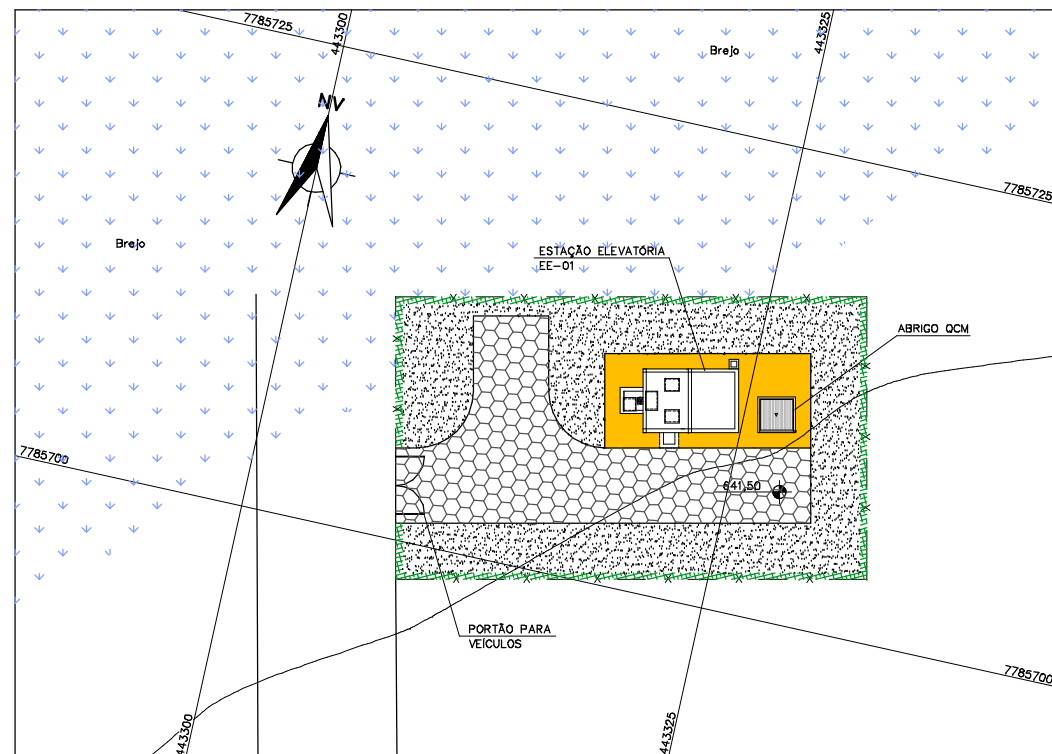 7785725
443300
443325
Brejo
NV
7785725
Brejo
ESTAÇÃO ELEVATÓRIA
EE-01
ABRIGO QCM
7785700
641,50
PORTÃO PARA
VEÍCULOS
7785700
443300
443325